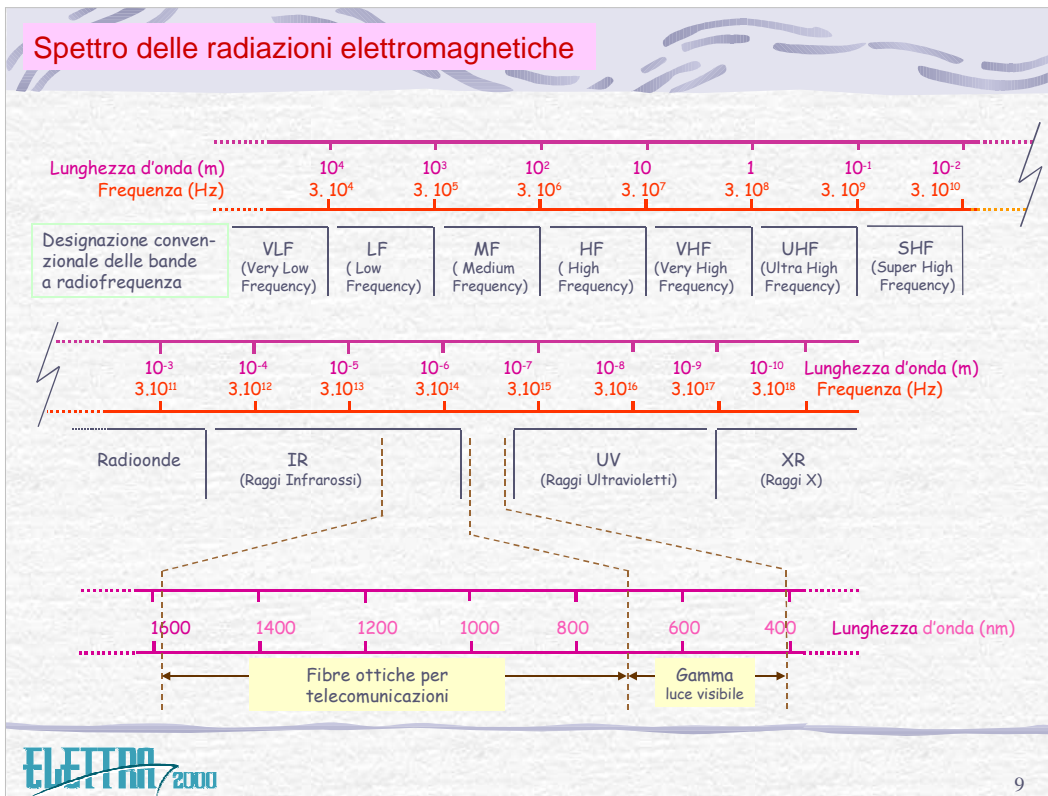 Spettro delle radiazioni elettromagnetiche
Lunghezza d'onda (m) 10⁴ 10³ 10² 10 1 10⁻¹ 10⁻²
Frequenza (Hz) 3. 10⁴ 3. 10⁵ 3. 10⁶ 3. 10⁷ 3. 10⁸ 3. 10⁹ 3. 10¹⁰
Designazione conven-
zionale delle bande
a radiofrequenza
VLF
(Very Low
Frequency)
LF
( Low
Frequency)
MF
( Medium
Frequency)
HF
( High
Frequency)
VHF
(Very High
Frequency)
UHF
(Ultra High
Frequency)
SHF
(Super High
Frequency)
10⁻³ 10⁻⁴ 10⁻⁵ 10⁻⁶ 10⁻⁷ 10⁻⁸ 10⁻⁹ 10⁻¹⁰ Lunghezza d'onda (m)
3.10¹¹ 3.10¹² 3.10¹³ 3.10¹⁴ 3.10¹⁵ 3.10¹⁶ 3.10¹⁷ 3.10¹⁸ Frequenza (Hz)
Radioonde
IR
(Raggi Infrarossi)
UV
(Raggi Ultravioletti)
XR
(Raggi X)
1600 1400 1200 1000 800 600 400 Lunghezza d'onda (nm)
Fibre ottiche per
telecomunicazioni
Gamma
luce visibile
ELETTRA 2000
9